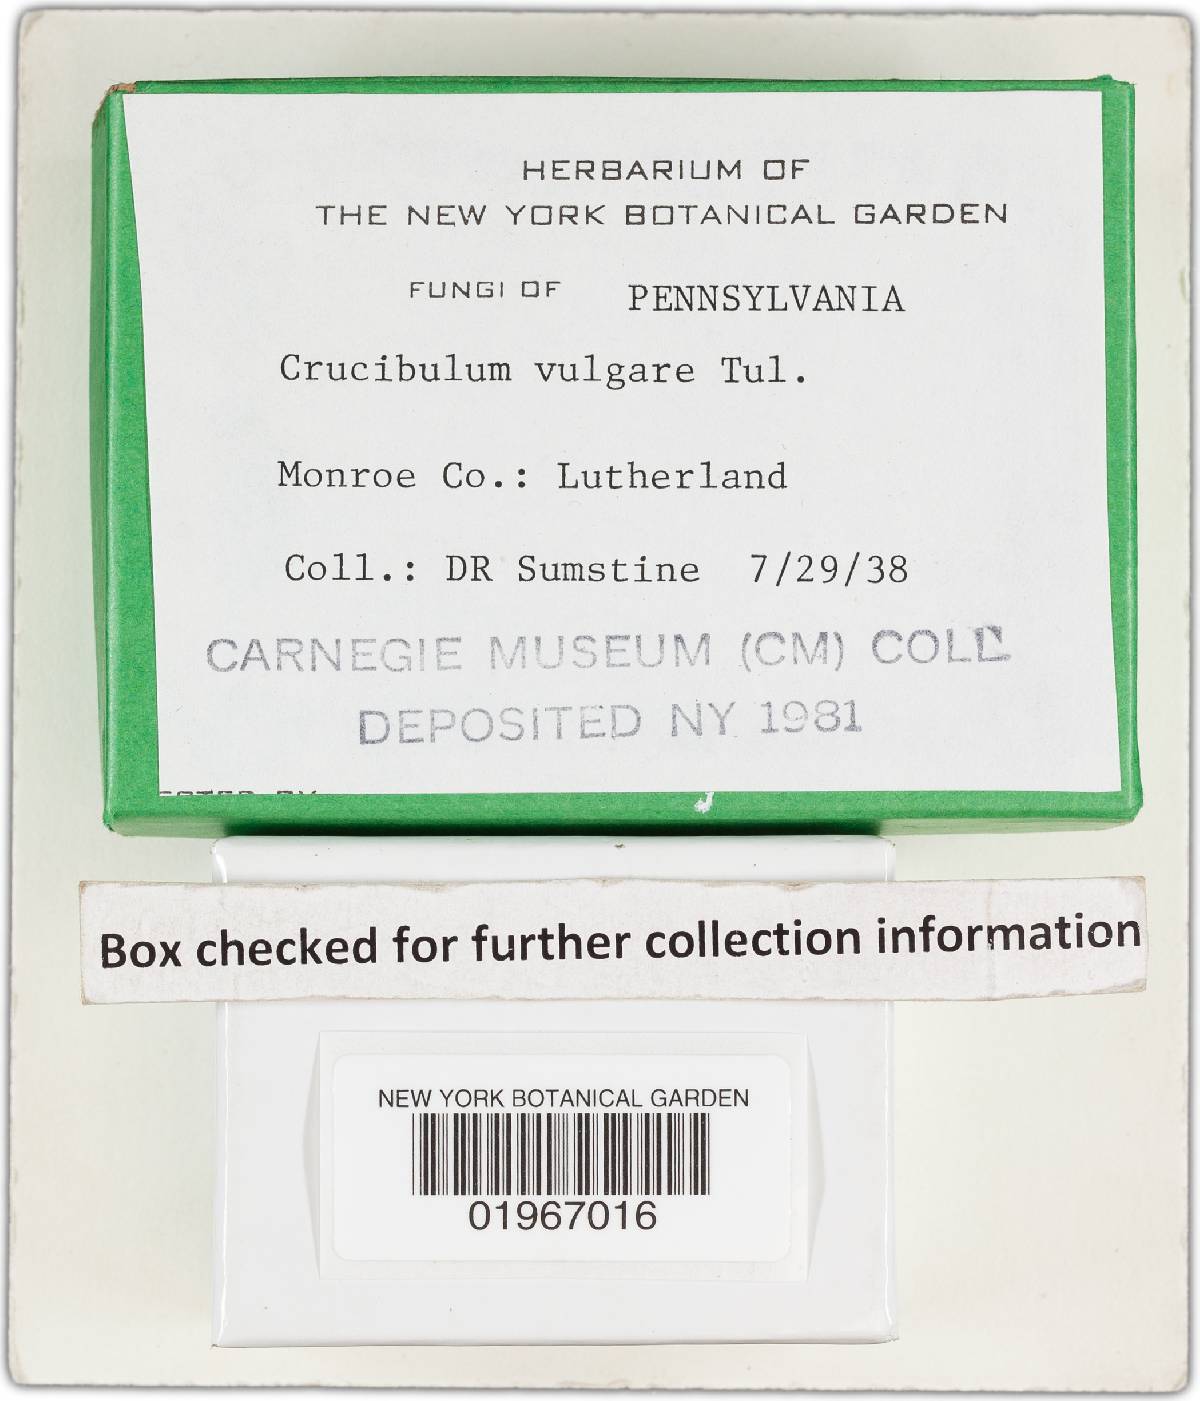 HERBARIUM OF
THE NEW YORK BOTANICAL GARDEN
FUNGI OF PENNSYLVANIA
Crucibulum vulgare Tul.
Monroe Co.: Lutherland
Coll.: DR Sumstine 7/29/38
CARNEGIE MUSEUM (CM) COLL
DEPOSITED NY 1981
Box checked for further collection information
NEW YORK BOTANICAL GARDEN
01967016